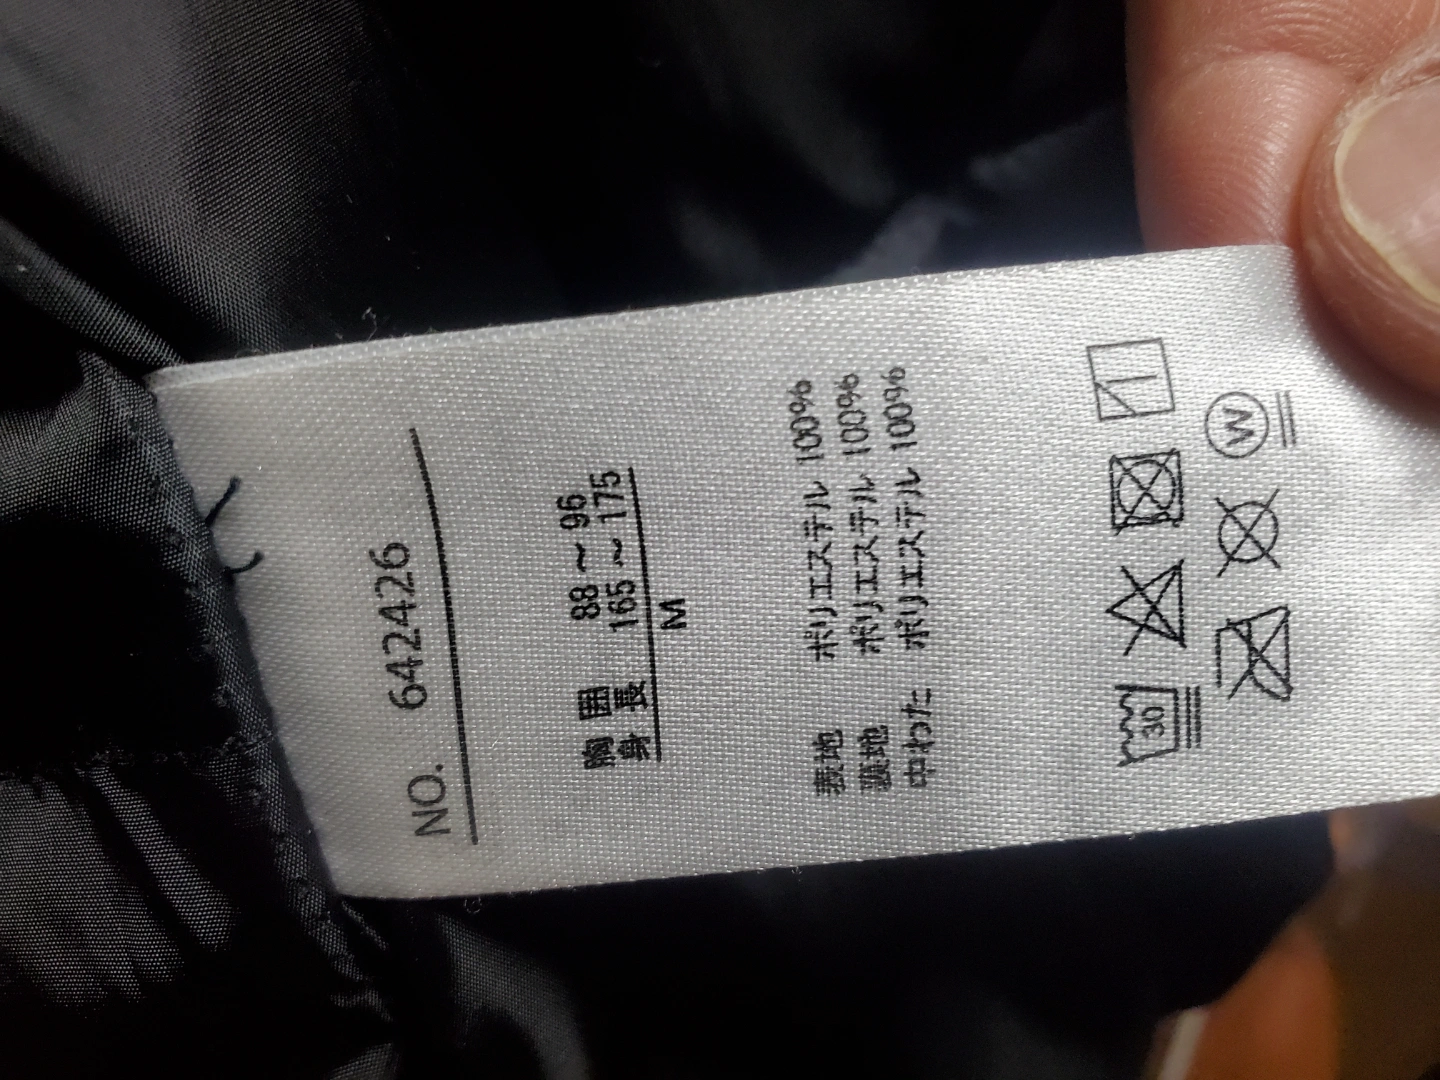 NO. 642426
胸囲 88～96
身長 165～175
M
表地 ポリエステル 100%
裏地 ポリエステル 100%
中わた ポリエステル 100%
30
W